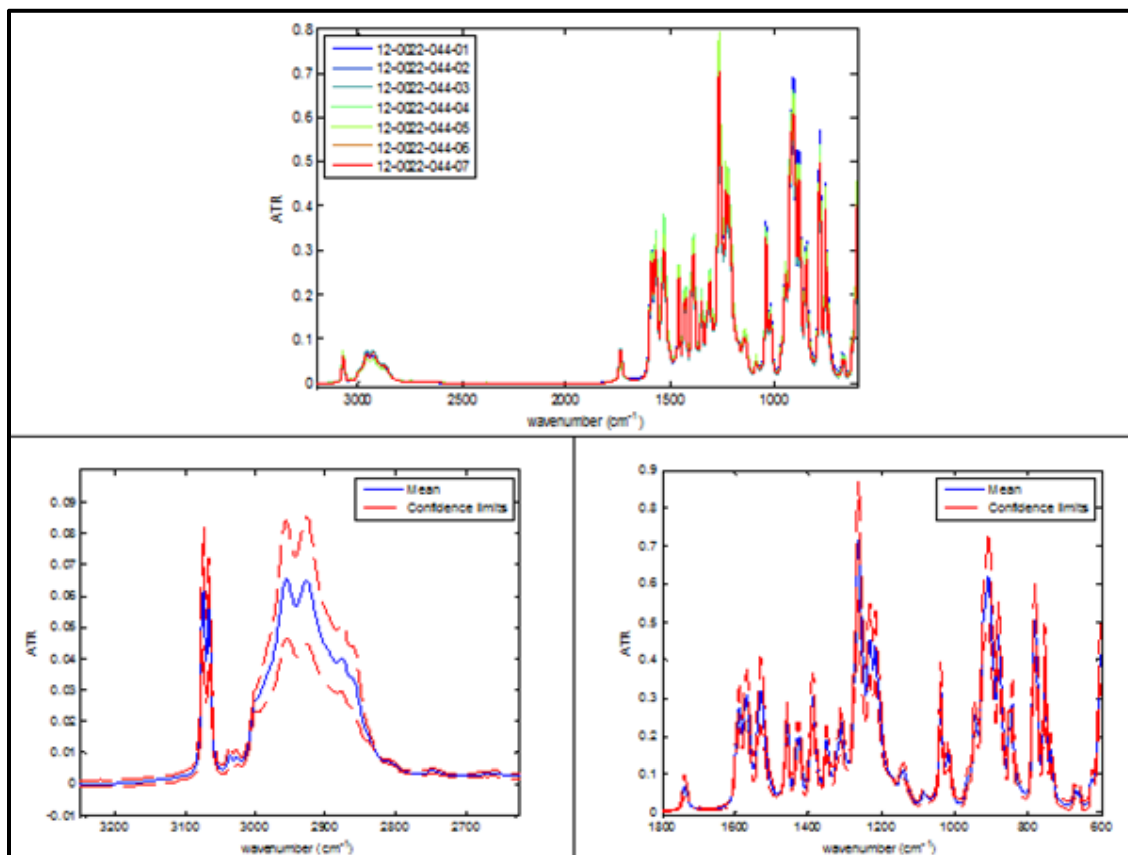 0.8
0.7
0.6
0.5
0.4
0.3
0.2
0.1
0
ATR
12-0022-044-01
12-0022-044-02
12-0022-044-03
12-0022-044-04
12-0022-044-05
12-0022-044-06
12-0022-044-07
3000 2500 2000 1500 1000
wavenumber (cm⁻¹)
0.09
0.08
0.07
0.06
0.05
0.04
0.03
0.02
0.01
0
-0.01
ATR
Mean
Confidence limits
3200 3100 3000 2900 2800 2700
wavenumber (cm⁻¹)
0.9
0.8
0.7
0.6
0.5
0.4
0.3
0.2
0.1
0
ATR
Mean
Confidence limits
1800 1600 1400 1200 1000 800 600
wavenumber (cm⁻¹)